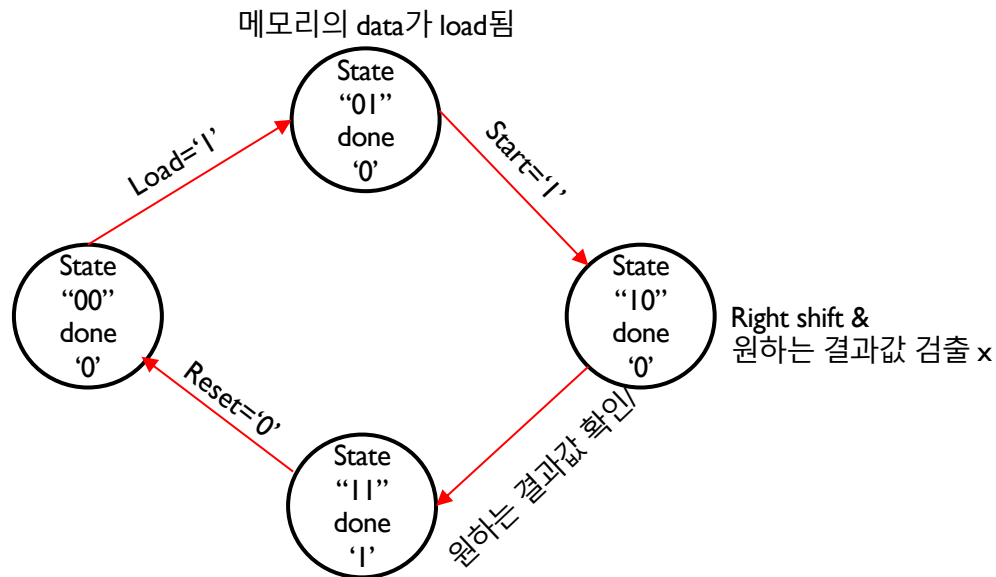 메모리의 data가 load됨
State
“01”
done
‘0’
Load=‘1’
Start=‘1’
State
“00”
done
‘0’
State
“10”
done
‘0’
Right shift &
원하는 결과값 검출 x
Reset=‘0’
원하는 결과값 확인/
State
“11”
done
‘1’